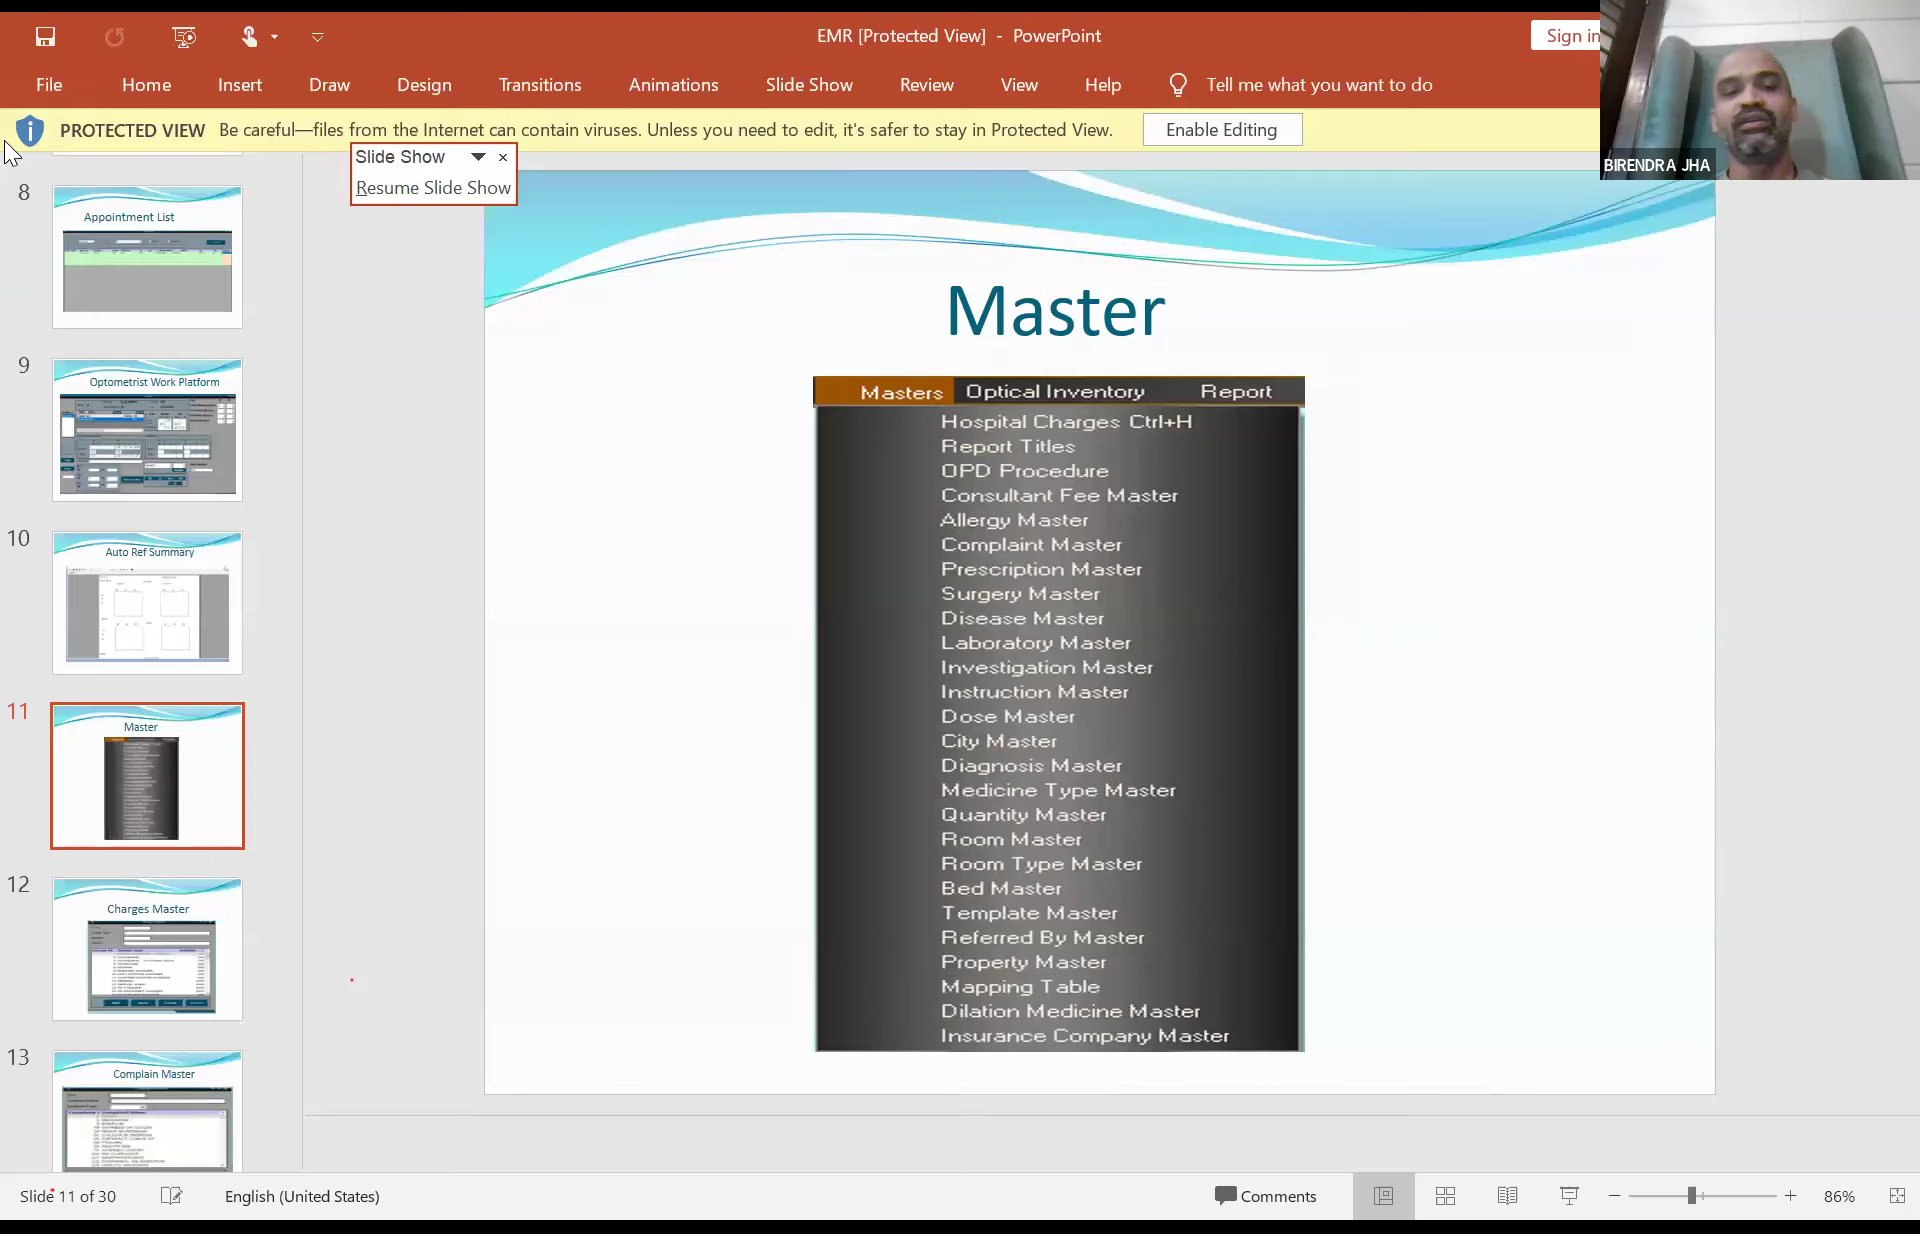 EMR [Protected View] - PowerPoint
Sign in
File Home Insert Draw Design Transitions Animations Slide Show Review View Help Tell me what you want to do
PROTECTED VIEW Be careful—files from the Internet can contain viruses. Unless you need to edit, it's safer to stay in Protected View. Enable Editing
BIRENDRA JHA
Slide Show
Resume Slide Show
8
Appointment List
9
Optometrist Work Platform
10
Auto Ref Summary
11
Master
12
Charges Master
13
Complain Master
Master
Masters Optical Inventory Report
Hospital Charges Ctrl+H
Report Titles
OPD Procedure
Consultant Fee Master
Allergy Master
Complaint Master
Prescription Master
Surgery Master
Disease Master
Laboratory Master
Investigation Master
Instruction Master
Dose Master
City Master
Diagnosis Master
Medicine Type Master
Quantity Master
Room Master
Room Type Master
Bed Master
Template Master
Referred By Master
Property Master
Mapping Table
Dilation Medicine Master
Insurance Company Master
Slide 11 of 30 English (United States) Comments 86%